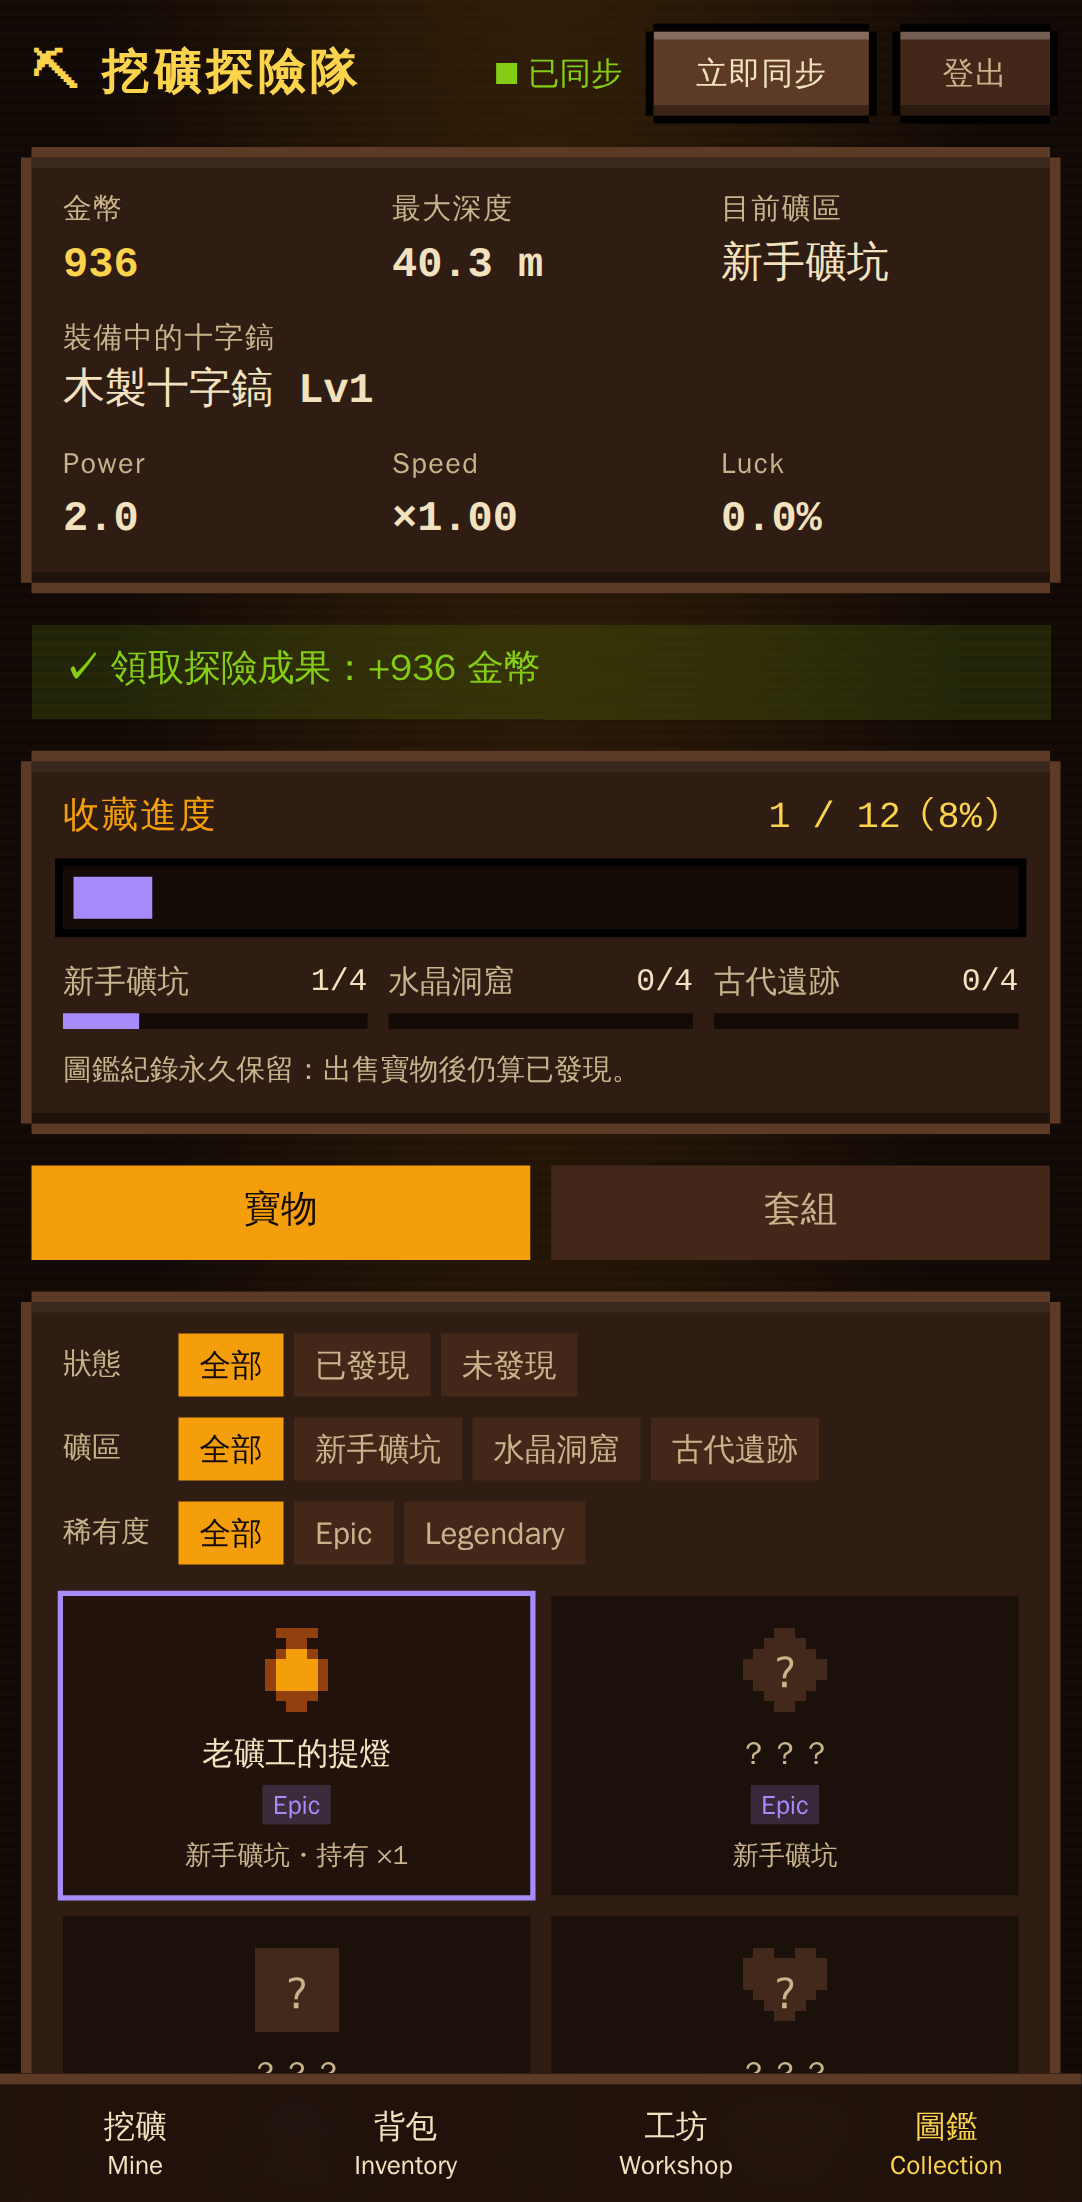 挖礦探險隊 已同步 立即同步 登出
金幣 最大深度 目前礦區
936 40.3 m 新手礦坑
裝備中的十字鎬
木製十字鎬 Lv1
Power Speed Luck
2.0 ×1.00 0.0%
✓ 領取探險成果：+936 金幣
收藏進度 1 / 12（8%）
新手礦坑 1/4 水晶洞窟 0/4 古代遺跡 0/4
圖鑑紀錄永久保留：出售寶物後仍算已發現。
寶物 套組
狀態 全部 已發現 未發現
礦區 全部 新手礦坑 水晶洞窟 古代遺跡
稀有度 全部 Epic Legendary
? 
老礦工的提燈 ？？？
Epic Epic
新手礦坑・持有 ×1 新手礦坑
? ?
？？？ ？？？
挖礦 背包 工坊 圖鑑
Mine Inventory Workshop Collection